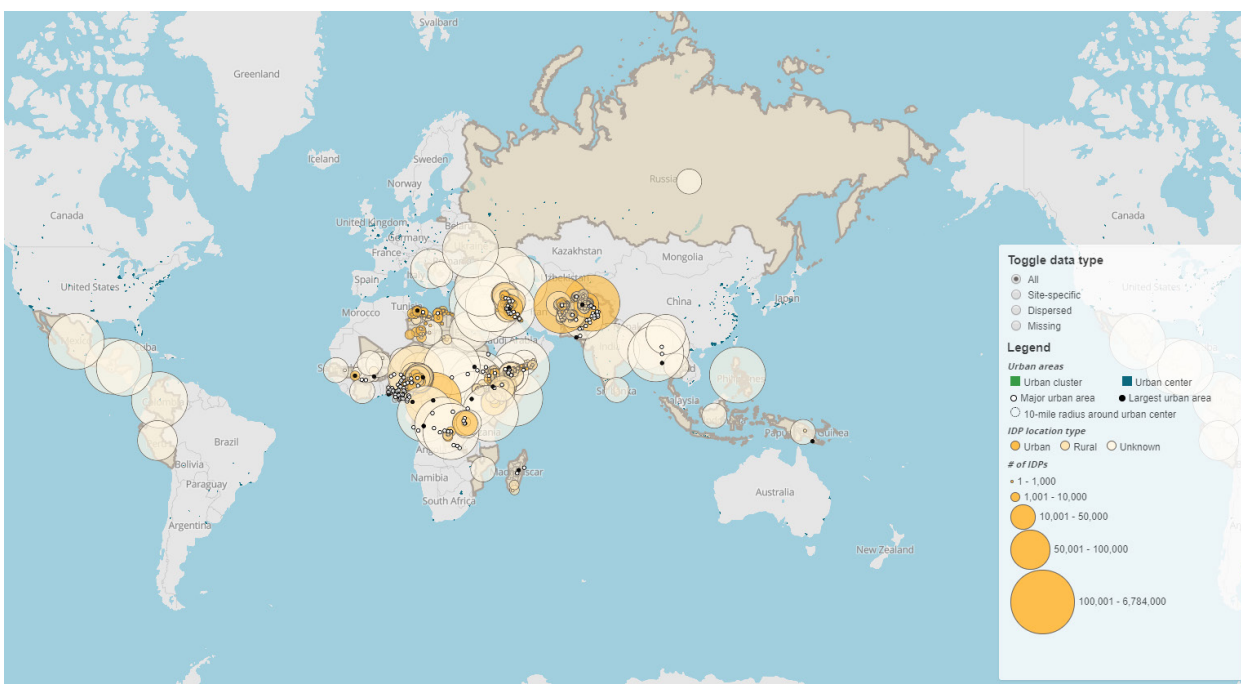 Svalbard
Greenland
Iceland
Sweden
Norway
Russia
Canada
United Kingdom
Germany
France
Kazakhstan
Mongolia
Canada
Spain
United States
China
Japan
Morocco
Saudi Arabia
Mexico
Cuba
Malaysia
Brazil
Bolivia
Paraguay
Argentina
Namibia
South Africa
Australia
New Zealand
Toggle data type
All
Site-specific
Dispersed
Missing
Legend
Urban areas
Urban cluster Urban center
Major urban area Largest urban area
10-mile radius around urban center
IDP location type
Urban Rural Unknown
# of IDPs
1 - 1,000
1,001 - 10,000
10,001 - 50,000
50,001 - 100,000
100,001 - 6,784,000